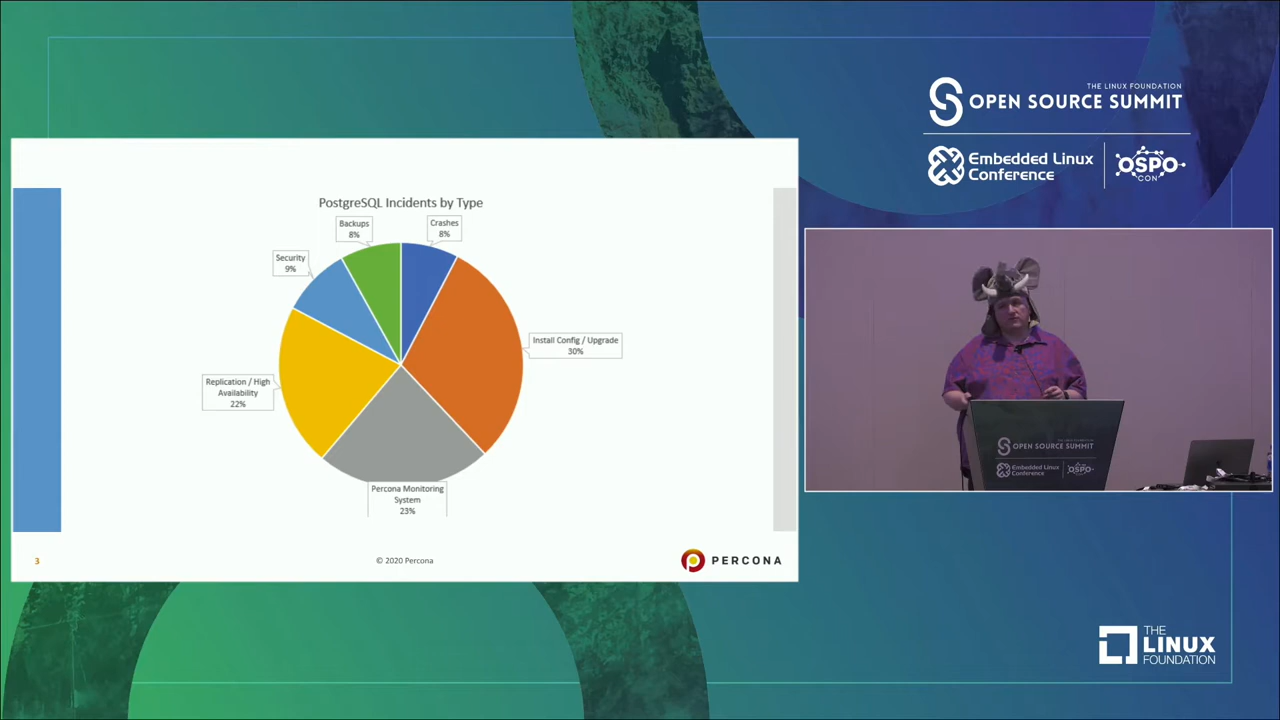 THE LINUX FOUNDATION
OPEN SOURCE SUMMIT
Embedded Linux
Conference
OSPO
CON
PostgreSQL Incidents by Type
Backups
8%
Crashes
8%
Security
9%
Install Config / Upgrade
30%
Replication / High
Availability
22%
Percona Monitoring
System
23%
3
© 2020 Percona
PERCONA
OPEN SOURCE SUMMIT
Embedded Linux
Conference
OSPO
THE
LINUX
FOUNDATION